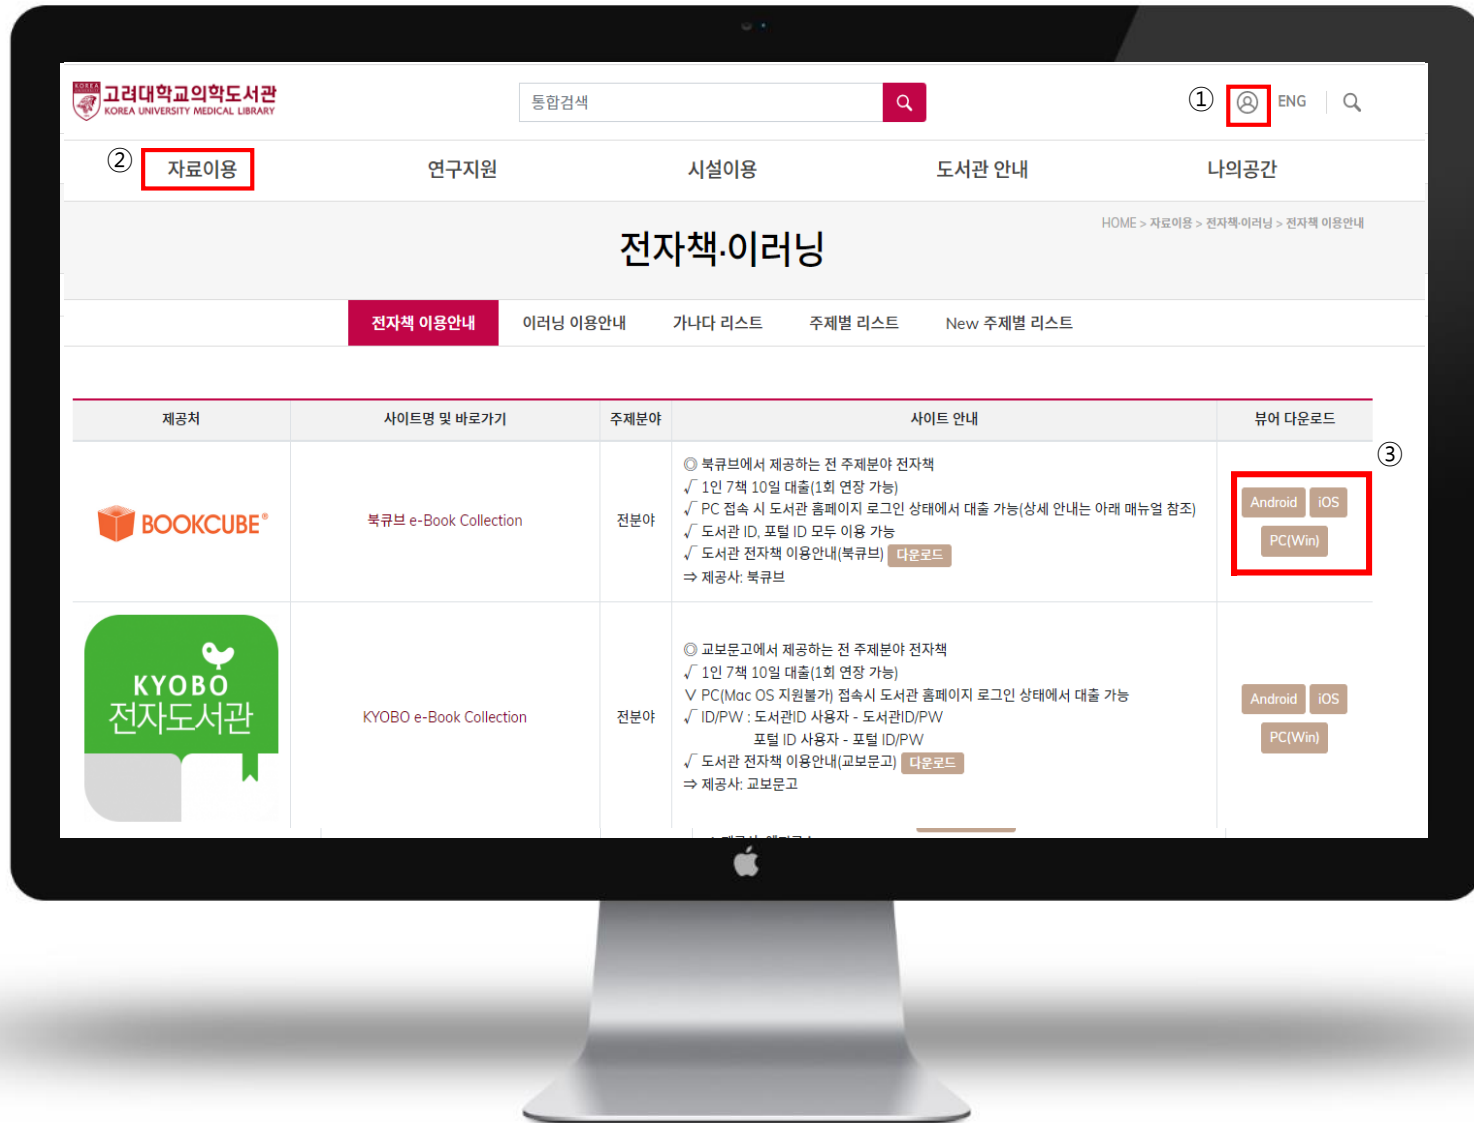 KOREA
고려대학교의학도서관
KOREA UNIVERSITY MEDICAL LIBRARY
통합검색
① ENG
② 자료이용 연구지원 시설이용 도서관 안내 나의공간
HOME > 자료이용 > 전자책·이러닝 > 전자책 이용안내
전자책·이러닝
전자책 이용안내 이러닝 이용안내 가나다 리스트 주제별 리스트 New 주제별 리스트
제공처 사이트명 및 바로가기 주제분야 사이트 안내 뷰어 다운로드
③
BOOKCUBE®
북큐브 e-Book Collection
전분야
◎ 북큐브에서 제공하는 전 주제분야 전자책
√ 1인 7책 10일 대출(1회 연장 가능)
√ PC 접속 시 도서관 홈페이지 로그인 상태에서 대출 가능(상세 안내는 아래 매뉴얼 참조)
√ 도서관 ID, 포털 ID 모두 이용 가능
√ 도서관 전자책 이용안내(북큐브) 다운로드
⇒ 제공사: 북큐브
Android iOS
PC(Win)
KYOBO
전자도서관
KYOBO e-Book Collection
전분야
◎ 교보문고에서 제공하는 전 주제분야 전자책
√ 1인 7책 10일 대출(1회 연장 가능)
V PC(Mac OS 지원불가) 접속시 도서관 홈페이지 로그인 상태에서 대출 가능
√ ID/PW : 도서관ID 사용자 - 도서관ID/PW
포털 ID 사용자 - 포털 ID/PW
√ 도서관 전자책 이용안내(교보문고) 다운로드
⇒ 제공사: 교보문고
Android iOS
PC(Win)